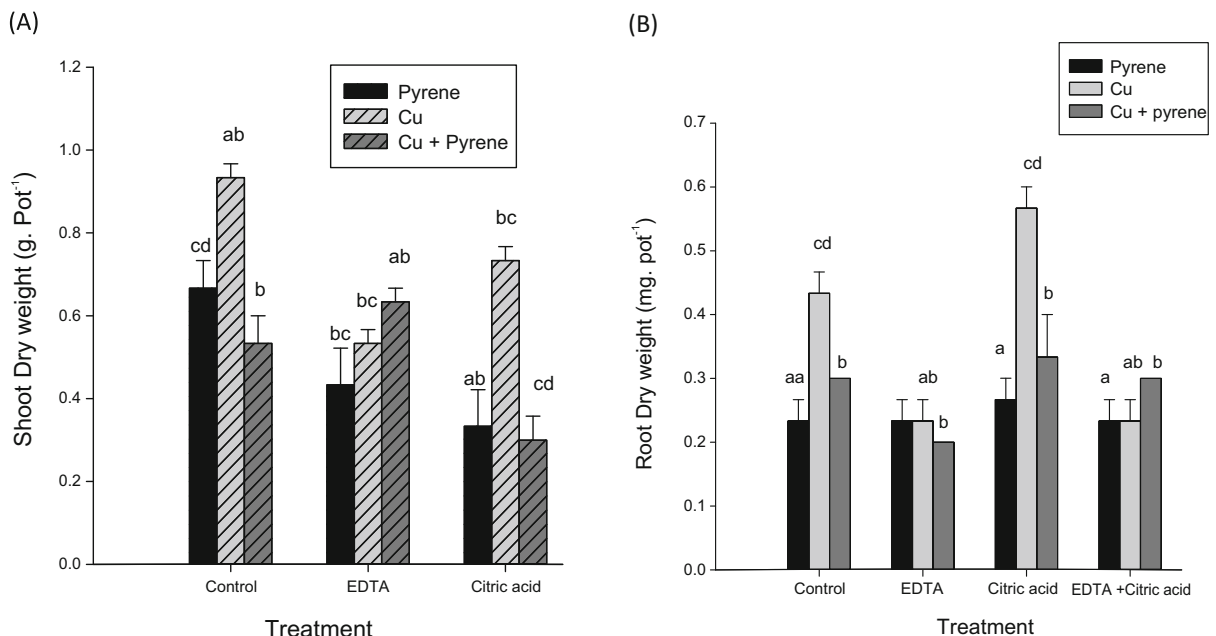 (A)
1.2
1.0
0.8
0.6
0.4
0.2
0.0
Shoot Dry weight (g. Pot-1)
Pyrene
Cu
Cu + Pyrene
cd
ab
b
bc
bc
ab
ab
bc
cd
Control
EDTA
Citric acid
Treatment
(B)
0.7
0.6
0.5
0.4
0.3
0.2
0.1
0.0
Root Dry weight (mg. pot-1)
Pyrene
Cu
Cu + pyrene
aa
cd
b
ab
b
a
cd
b
a
ab
b
Control
EDTA
Citric acid
EDTA +Citric acid
Treatment